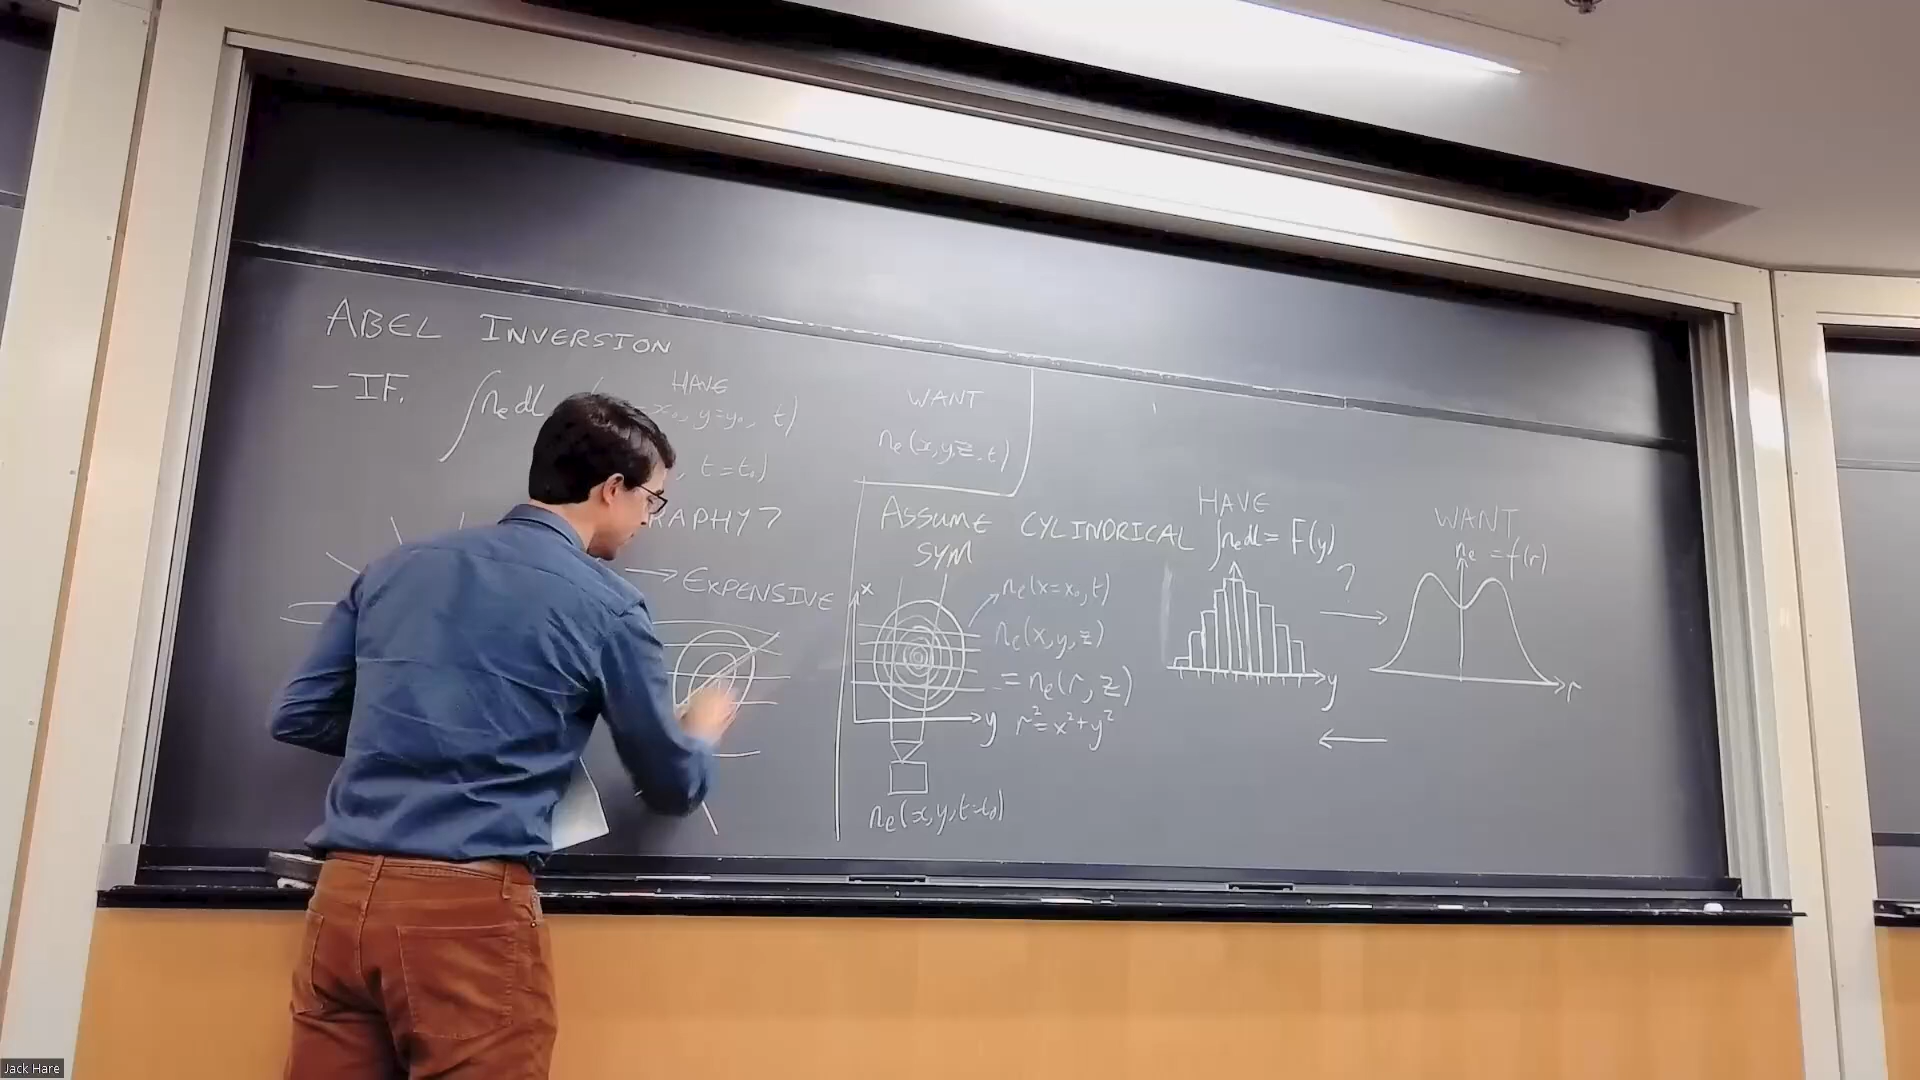 ABEL INVERSION
- IF.
HAVE
∫nₑdl
x₀, y=y₀, t)
, t=t₀)
WANT
nₑ(x,y,z,t)
RAPHY?
→ EXPENSIVE
ASSUME CYLINDRICAL
SYM
x
nₑ(x=x₀,t)
nₑ(x,y,z)
= nₑ(r,z)
r²=x²+y²
y
nₑ(x,y,t=t₀)
HAVE
∫nₑdl = F(y)
y
?
WANT
nₑ = f(r)
r
Jack Hare